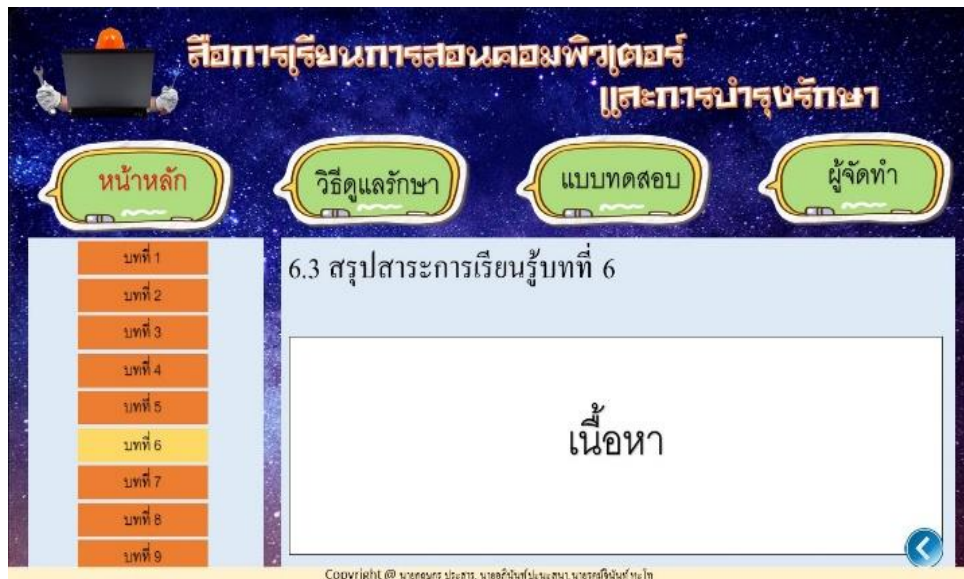 สื่อการเรียนการสอนคอมพิวเตอร์
และการบำรุงรักษา
หน้าหลัก
วิธีดูแลรักษา
แบบทดสอบ
ผู้จัดทำ
บทที่ 1
บทที่ 2
บทที่ 3
บทที่ 4
บทที่ 5
บทที่ 6
บทที่ 7
บทที่ 8
บทที่ 9
6.3 สรุปสาระการเรียนรู้บทที่ 6
เนื้อหา
Copyright @